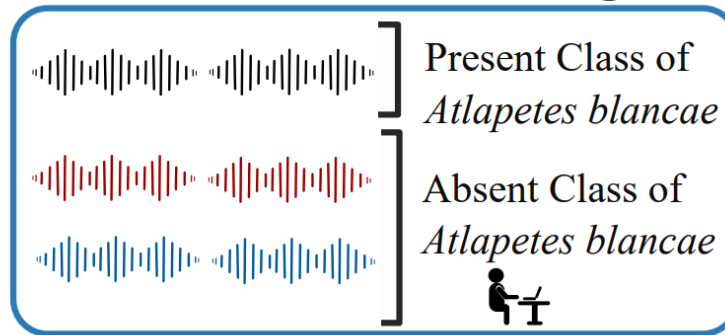 Present Class of
Atlapetes blancae
Absent Class of
Atlapetes blancae